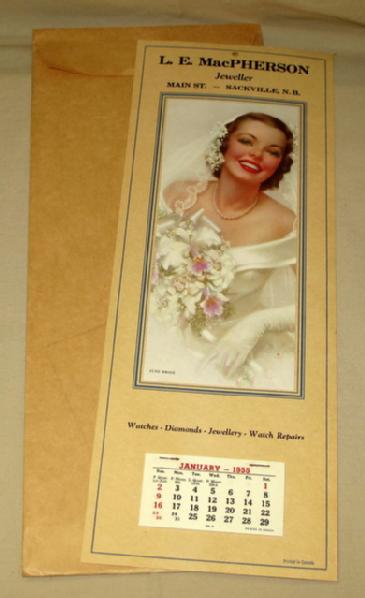 L. E. MacPHERSON
Jeweller
MAIN ST. — SACKVILLE, N.B.
JUNE BRIDE
Watches · Diamonds · Jewellery · Watch Repairs
JANUARY — 1955
Sun. Mon. Tue. Wed. Thu. Fri. Sat.
1
2 3 4 5 6 7 8
9 10 11 12 13 14 15
16 17 18 19 20 21 22
23 24 25 26 27 28 29
30 31
Printed in Canada